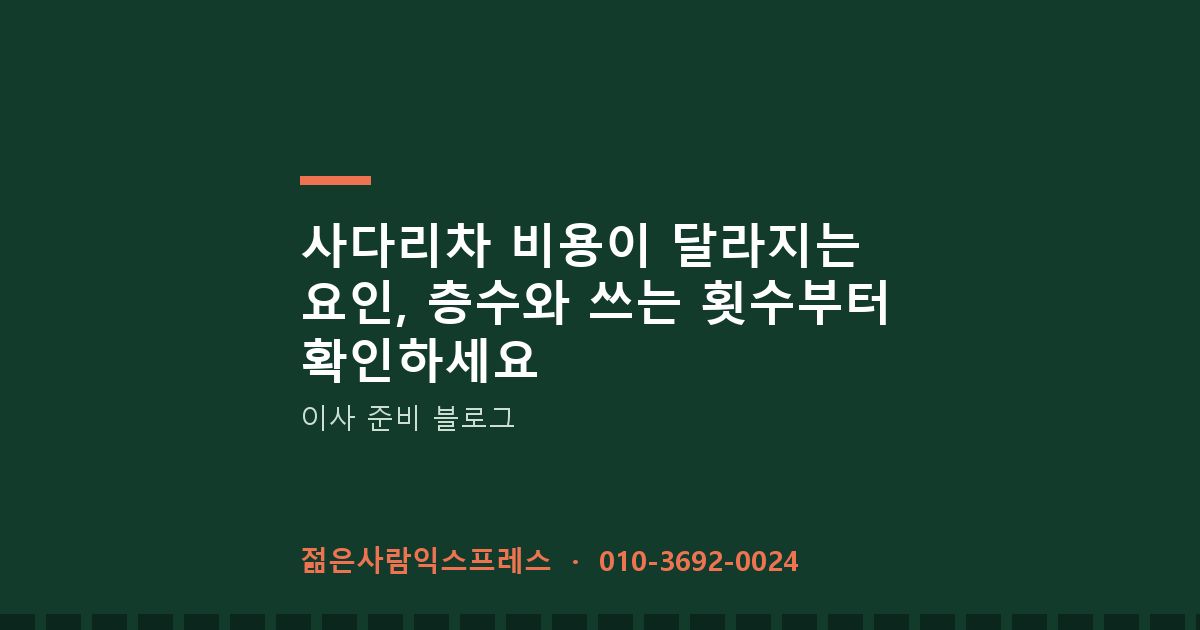 사다리차 비용이 달라지는
요인, 층수와 쓰는 횟수부터
확인하세요
이사 준비 블로그
젊은사람익스프레스 · 010-3692-0024